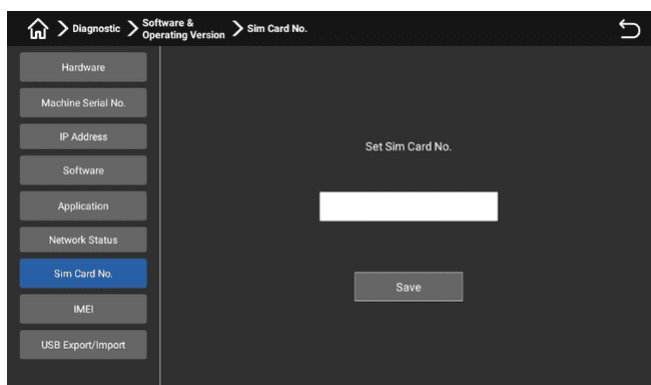 Diagnostic
Software &
Operating Version
Sim Card No.
Hardware
Machine Serial No.
IP Address
Software
Application
Network Status
Sim Card No.
IMEI
USB Export/Import
Set Sim Card No.
Save